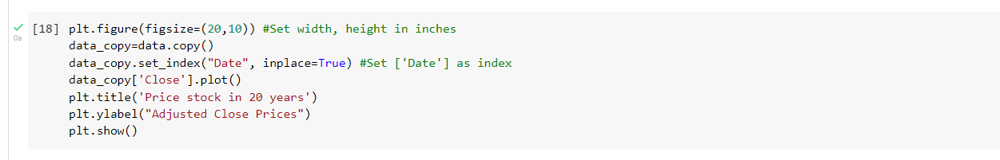 [18] plt.figure(figsize=(20,10)) #Set width, height in inches
0s
data_copy=data.copy()
data_copy.set_index("Date", inplace=True) #Set ['Date'] as index
data_copy['Close'].plot()
plt.title('Price stock in 20 years')
plt.ylabel("Adjusted Close Prices")
plt.show()